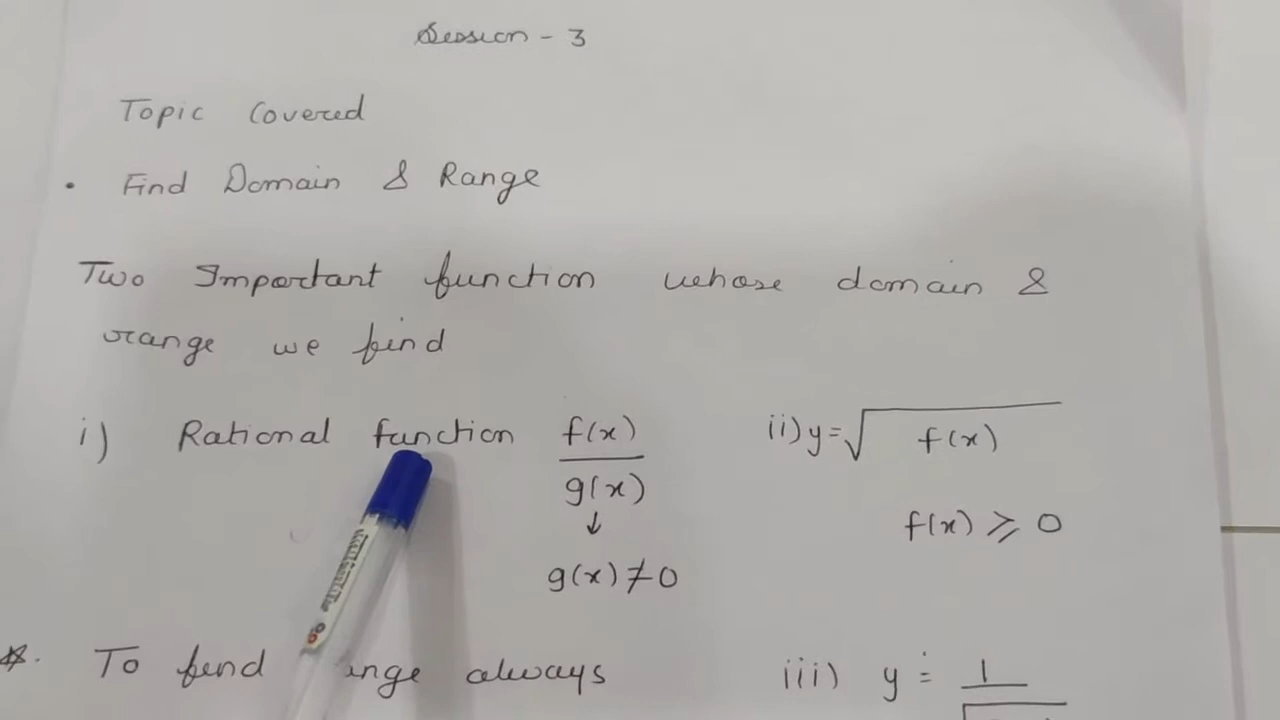 Session - 3
Topic Covered
• Find Domain & Range
Two Important function whose domain &
range we find
i) Rational function f(x)/g(x)
ii) y = √f(x)
↓
g(x) ≠ 0
f(x) ≥ 0
*. To find always
iii) y = 1